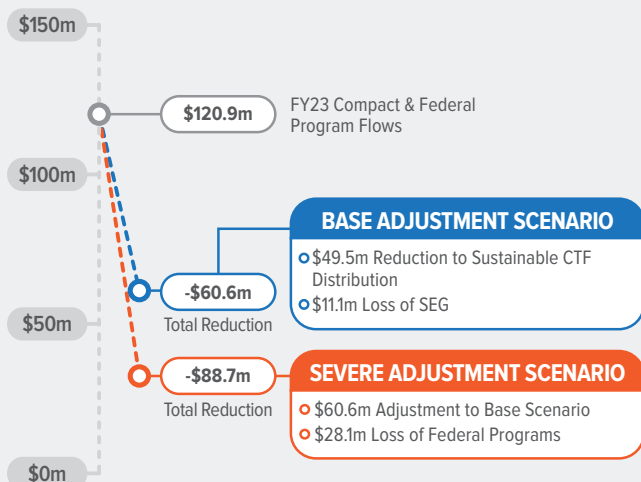 $150m
$120.9m
FY23 Compact & Federal
Program Flows
$100m
BASE ADJUSTMENT SCENARIO
$49.5m Reduction to Sustainable CTF
Distribution
$11.1m Loss of SEG
-$60.6m
Total Reduction
$50m
SEVERE ADJUSTMENT SCENARIO
-$88.7m
Total Reduction
$60.6m Adjustment to Base Scenario
$28.1m Loss of Federal Programs
$0m